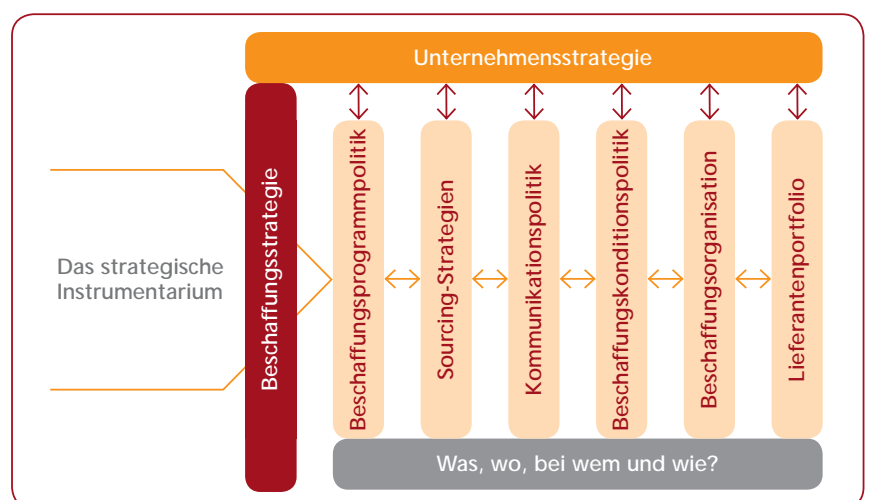 Unternehmensstrategie
Das strategische
Instrumentarium
Beschaffungsstrategie
Beschaffungsprogrammpolitik
Sourcing-Strategien
Kommunikationspolitik
Beschaffungskonditionspolitik
Beschaffungsorganisation
Lieferantenportfolio
Was, wo, bei wem und wie?